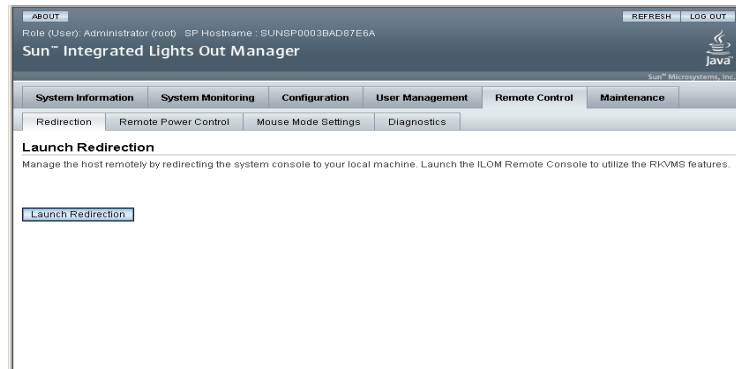 ABOUT
REFRESH LOG OUT
Role (User): Administrator (root) SP Hostname : SUNSP0003BAD87E6A
Sun™ Integrated Lights Out Manager
Java™
Sun™ Microsystems, Inc.
System Information System Monitoring Configuration User Management Remote Control Maintenance
Redirection Remote Power Control Mouse Mode Settings Diagnostics
Launch Redirection
Manage the host remotely by redirecting the system console to your local machine. Launch the ILOM Remote Console to utilize the RKVMS features.
Launch Redirection